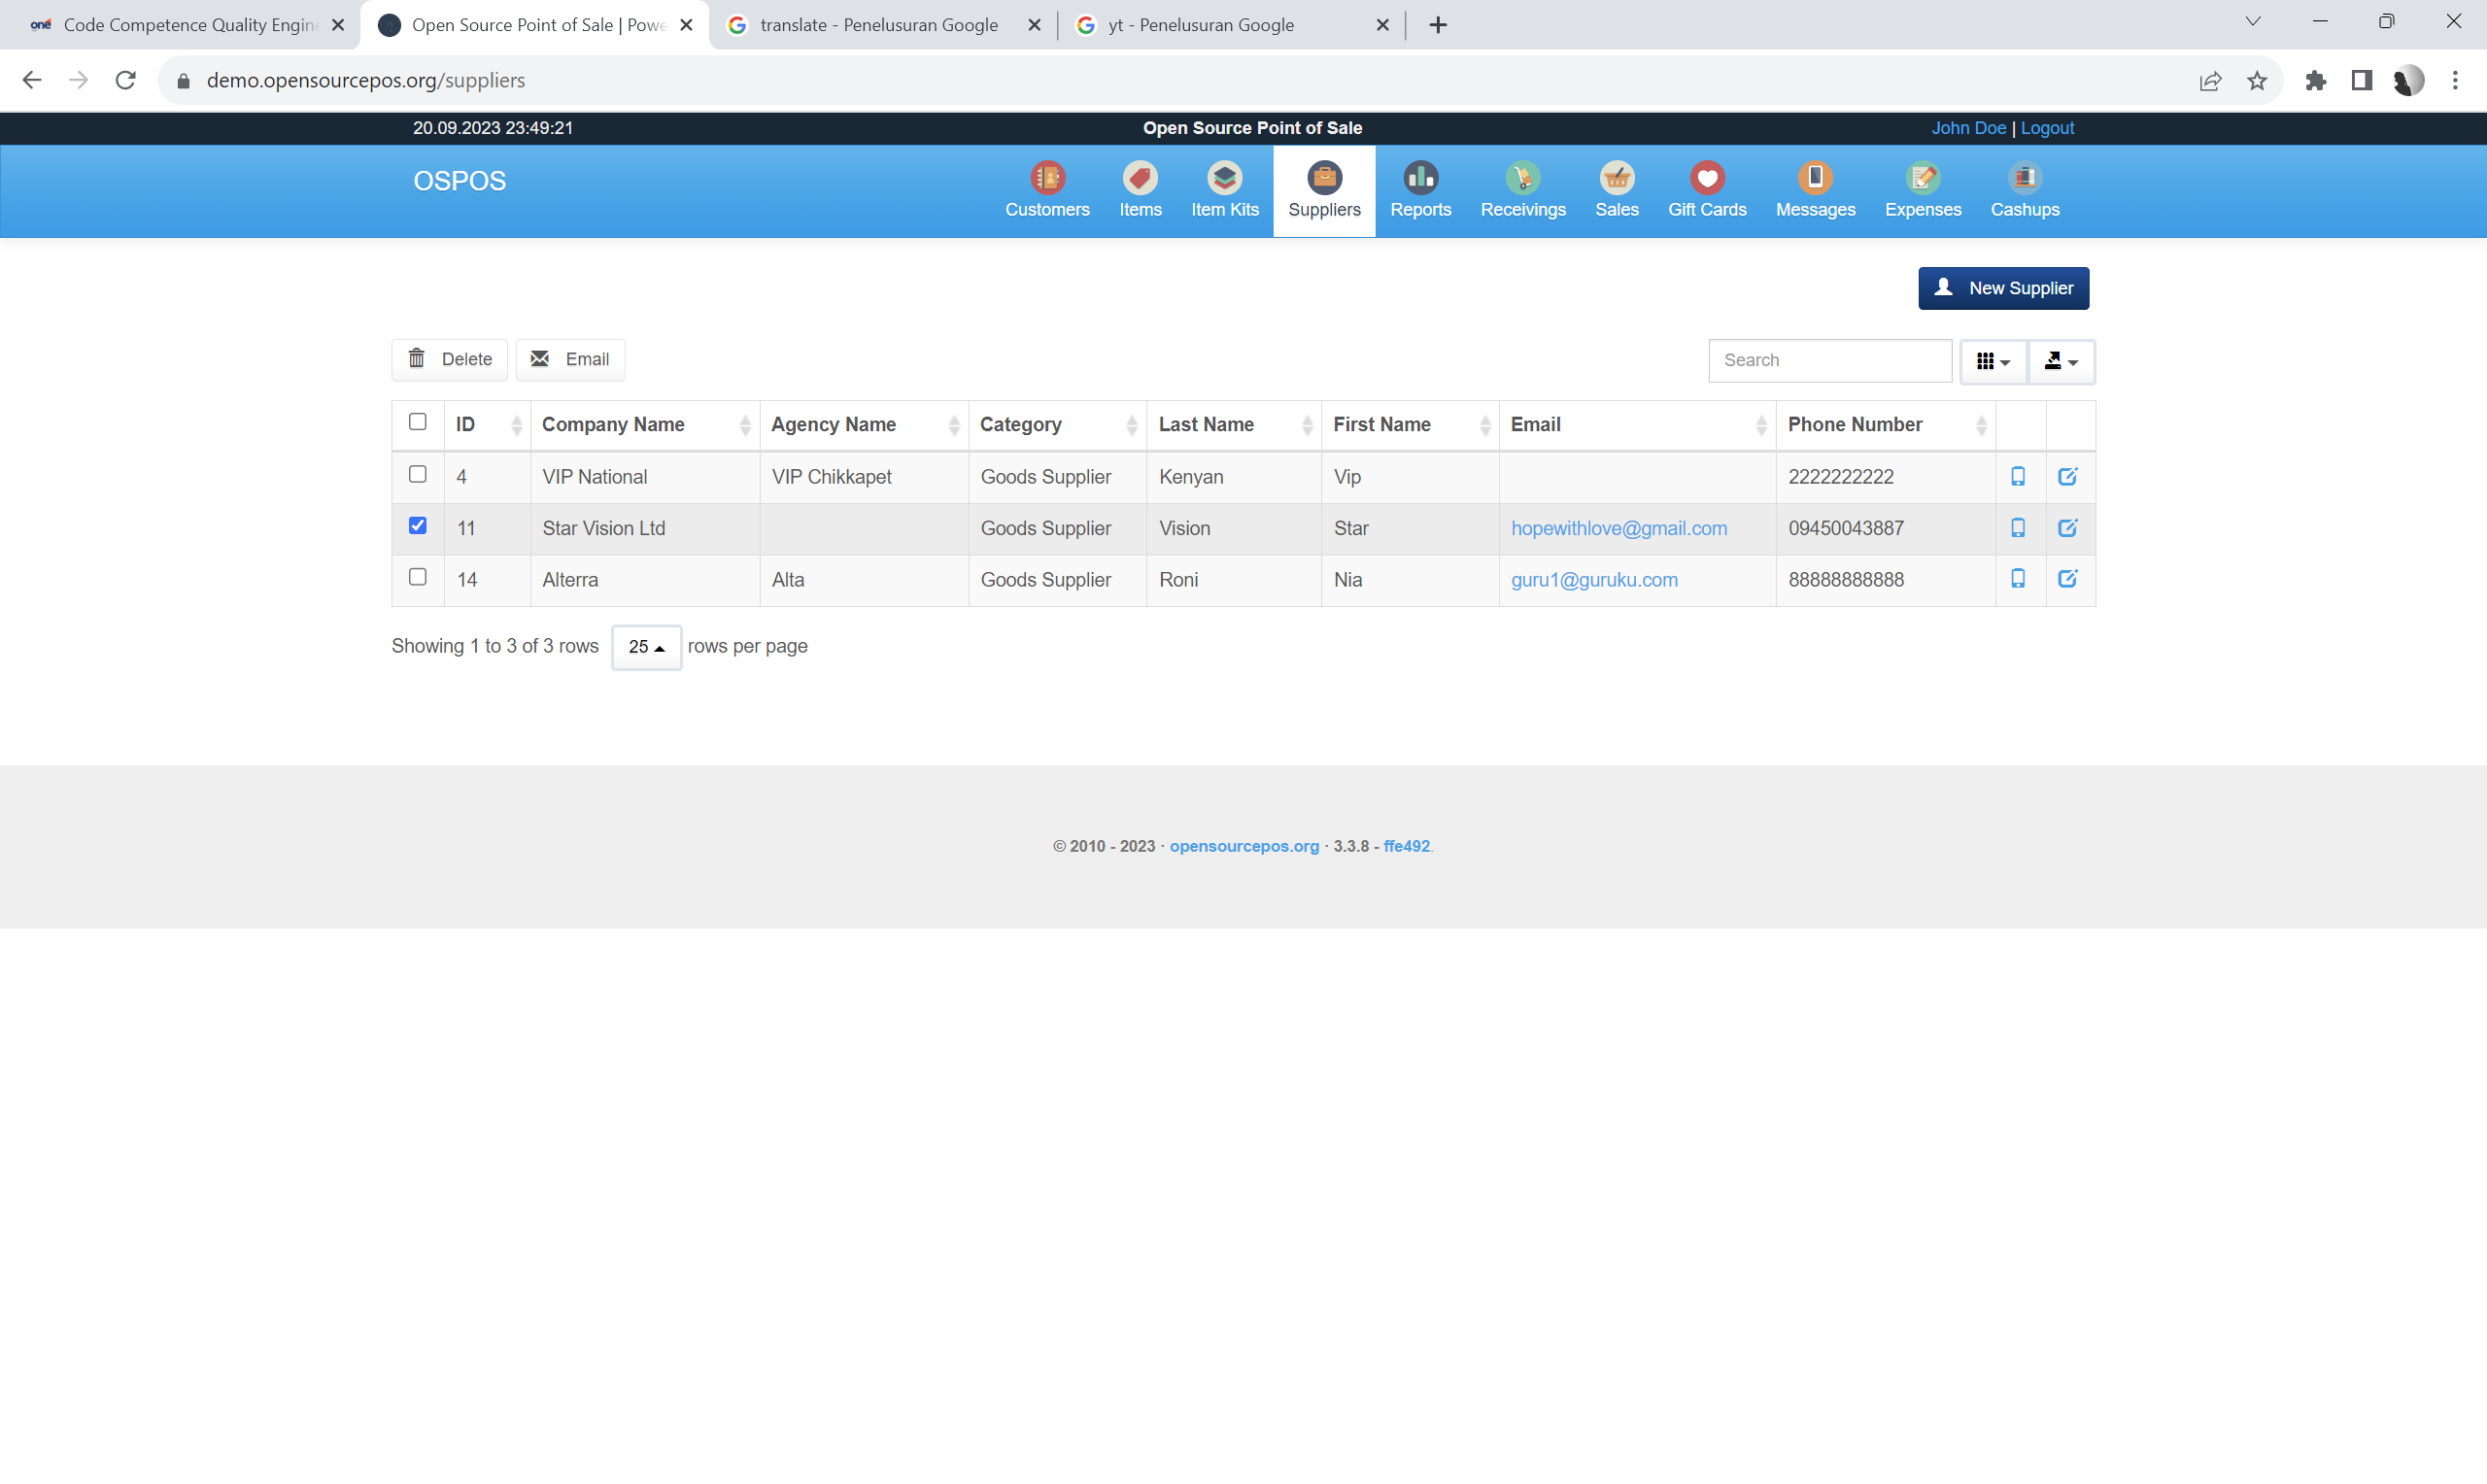 one Code Competence Quality Engin
Open Source Point of Sale | Powe
translate - Penelusuran Google
yt - Penelusuran Google
demo.opensourcepos.org/suppliers
20.09.2023 23:49:21 Open Source Point of Sale John Doe | Logout
OSPOS
Customers Items Item Kits Suppliers Reports Receivings Sales Gift Cards Messages Expenses Cashups
New Supplier
Delete Email Search
ID Company Name Agency Name Category Last Name First Name Email Phone Number
4 VIP National VIP Chikkapet Goods Supplier Kenyan Vip 2222222222
11 Star Vision Ltd Goods Supplier Vision Star hopewithlove@gmail.com 09450043887
14 Alterra Alta Goods Supplier Roni Nia guru1@guruku.com 88888888888
Showing 1 to 3 of 3 rows 25 rows per page
© 2010 - 2023 · opensourcepos.org · 3.3.8 - ffe492.